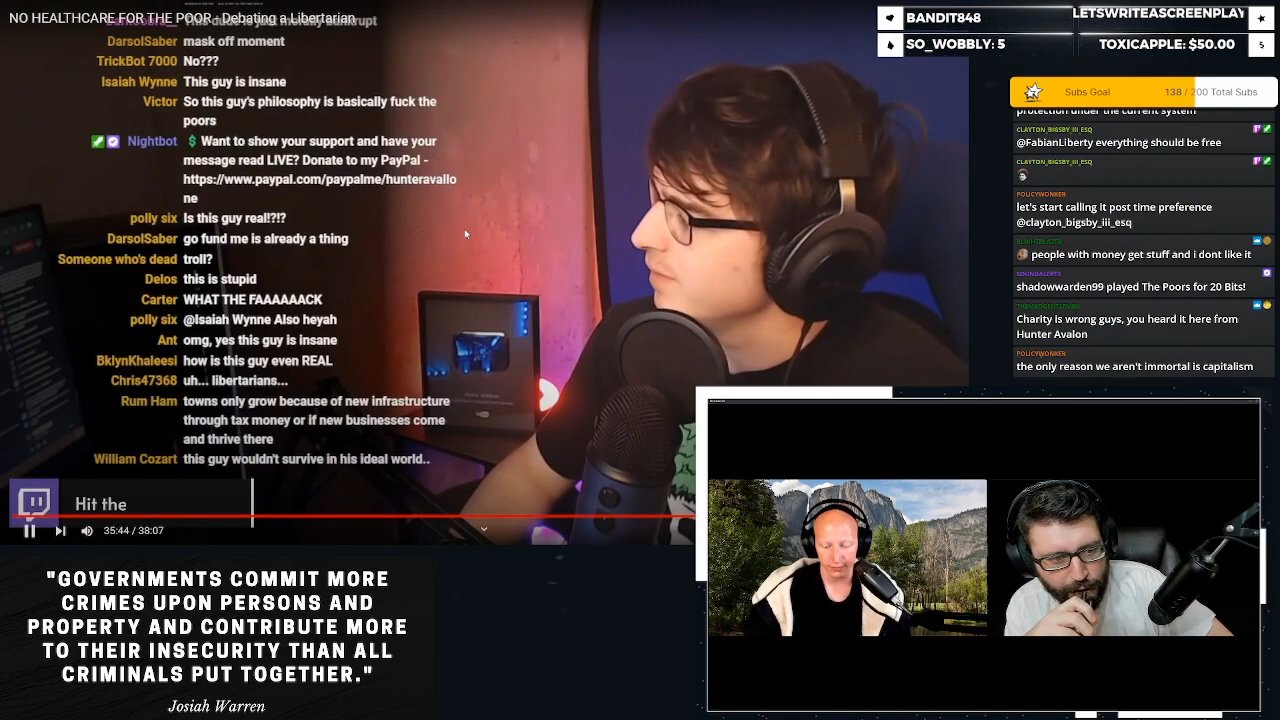 NO HEALTHCARE FOR THE POOR - Debating a Libertarian
DarsolSaber mask off moment
TrickBot 7000 No???
Isaiah Wynne This guy is insane
Victor So this guy's philosophy is basically fuck the
poors
Nightbot Want to show your support and have your
message read LIVE? Donate to my PayPal -
https://www.paypal.com/paypalme/hunteravallo
ne
polly six Is this guy real!?!?
DarsolSaber go fund me is already a thing
Someone who's dead troll?
Delos this is stupid
Carter WHAT THE FAAAAAACK
polly six @Isaiah Wynne Also heyah
Ant omg, yes this guy is insane
BklynKhaleesi how is this guy even REAL
Chris47368 uh... libertarians...
Rum Ham towns only grow because of new infrastructure
through tax money or if new businesses come
and thrive there
William Cozart this guy wouldn't survive in his ideal world..
Hit the
35:44 / 38:07
"GOVERNMENTS COMMIT MORE
CRIMES UPON PERSONS AND
PROPERTY AND CONTRIBUTE MORE
TO THEIR INSECURITY THAN ALL
CRIMINALS PUT TOGETHER."
Josiah Warren
BANDIT848
LETSWRITEASCREENPLAY
SO_WOBBLY: 5
TOXICAPPLE: $50.00
Subs Goal 138 / 200 Total Subs
protection under the current system
CLAYTON_BIGSBY_III_ESQ
@FabianLiberty everything should be free
CLAYTON_BIGSBY_III_ESQ
POLICYWONKER
let's start calling it post time preference
@clayton_bigsby_iii_esq
people with money get stuff and i dont like it
SOUNDALERTS
shadowwarden99 played The Poors for 20 Bits!
Charity is wrong guys, you heard it here from
Hunter Avalon
POLICYWONKER
the only reason we aren't immortal is capitalism